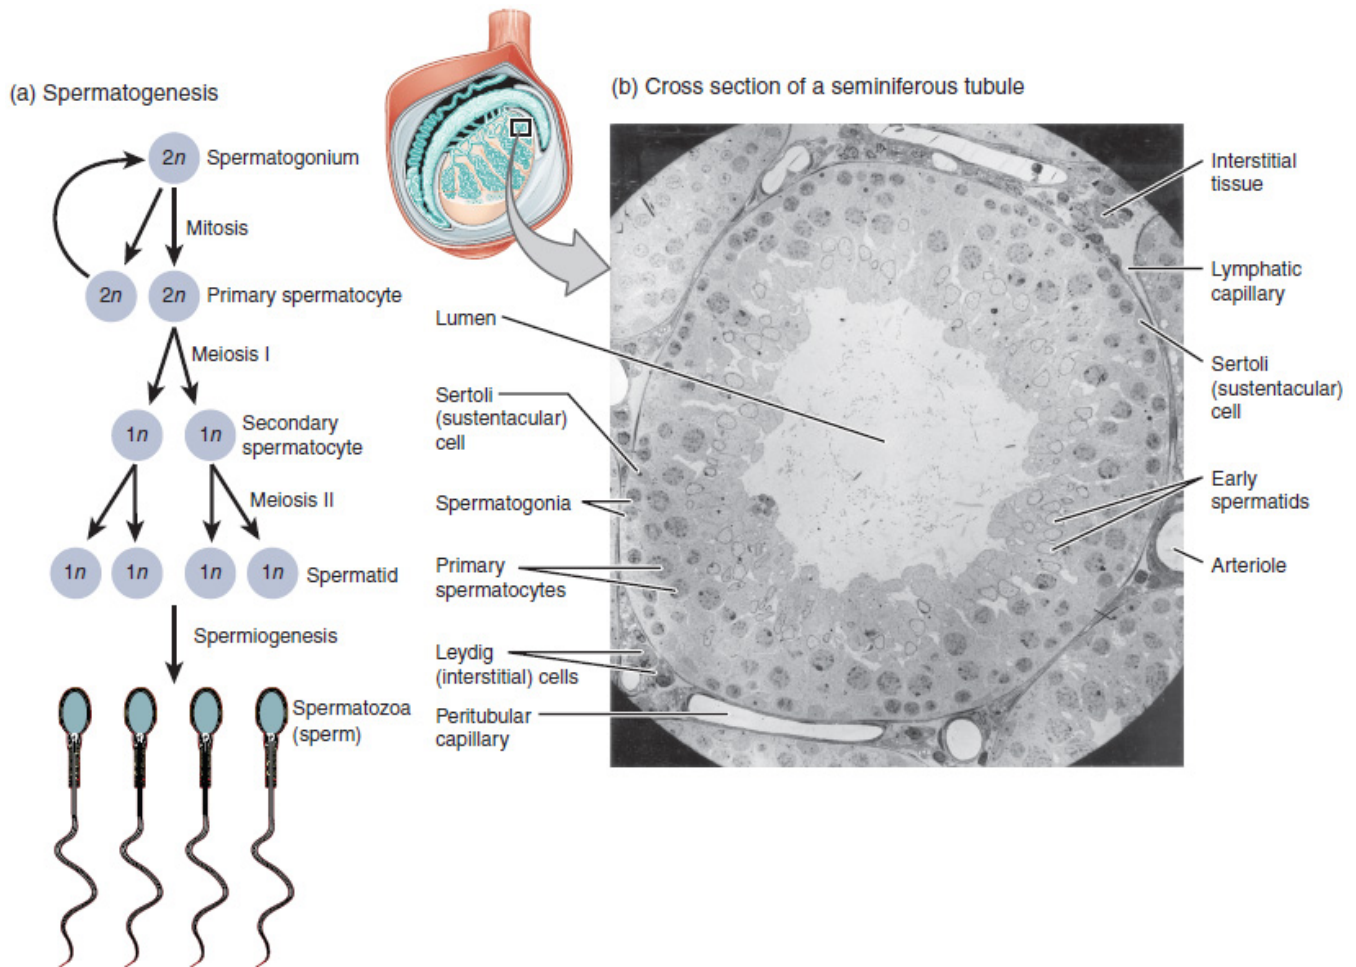 (a) Spermatogenesis
2n
Spermatogonium
Mitosis
2n
2n
Primary spermatocyte
Meiosis I
1n
1n
Secondary
spermatocyte
Meiosis II
1n
1n
1n
1n
Spermatid
Spermiogenesis
Spermatozoa
(sperm)
(b) Cross section of a seminiferous tubule
Lumen
Sertoli
(sustentacular)
cell
Spermatogonia
Primary
spermatocytes
Leydig
(interstitial) cells
Peritubular
capillary
Interstitial
tissue
Lymphatic
capillary
Sertoli
(sustentacular)
cell
Early
spermatids
Arteriole